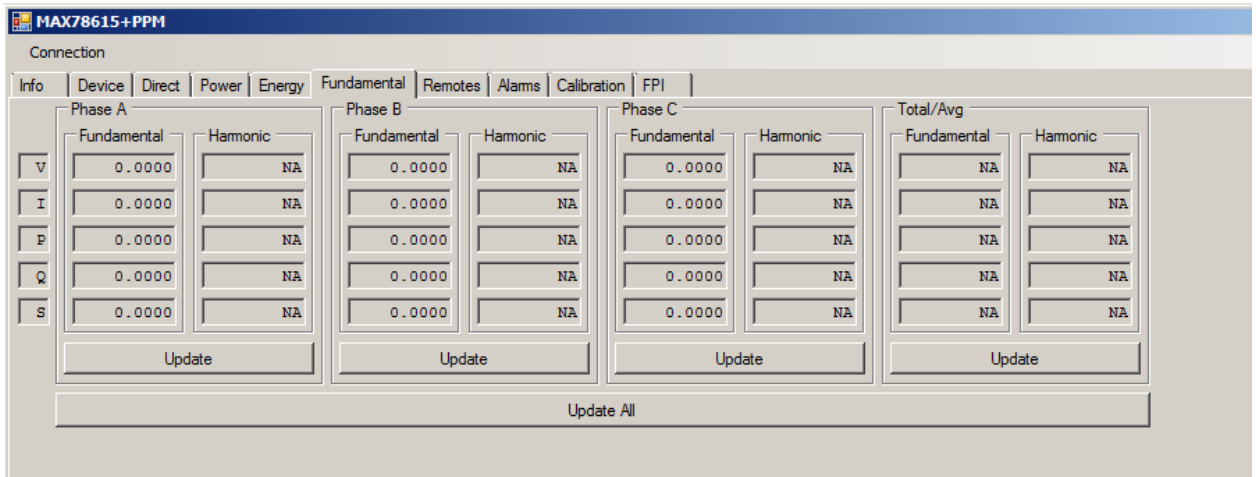 MAX78615+PPM
Connection
Info Device Direct Power Energy Fundamental Remotes Alarms Calibration FPI
Phase A Phase B Phase C Total/Avg
Fundamental Harmonic Fundamental Harmonic Fundamental Harmonic Fundamental Harmonic
V 0.0000 NA 0.0000 NA 0.0000 NA NA NA
I 0.0000 NA 0.0000 NA 0.0000 NA NA NA
P 0.0000 NA 0.0000 NA 0.0000 NA NA NA
Q 0.0000 NA 0.0000 NA 0.0000 NA NA NA
S 0.0000 NA 0.0000 NA 0.0000 NA NA NA
Update Update Update Update
Update All